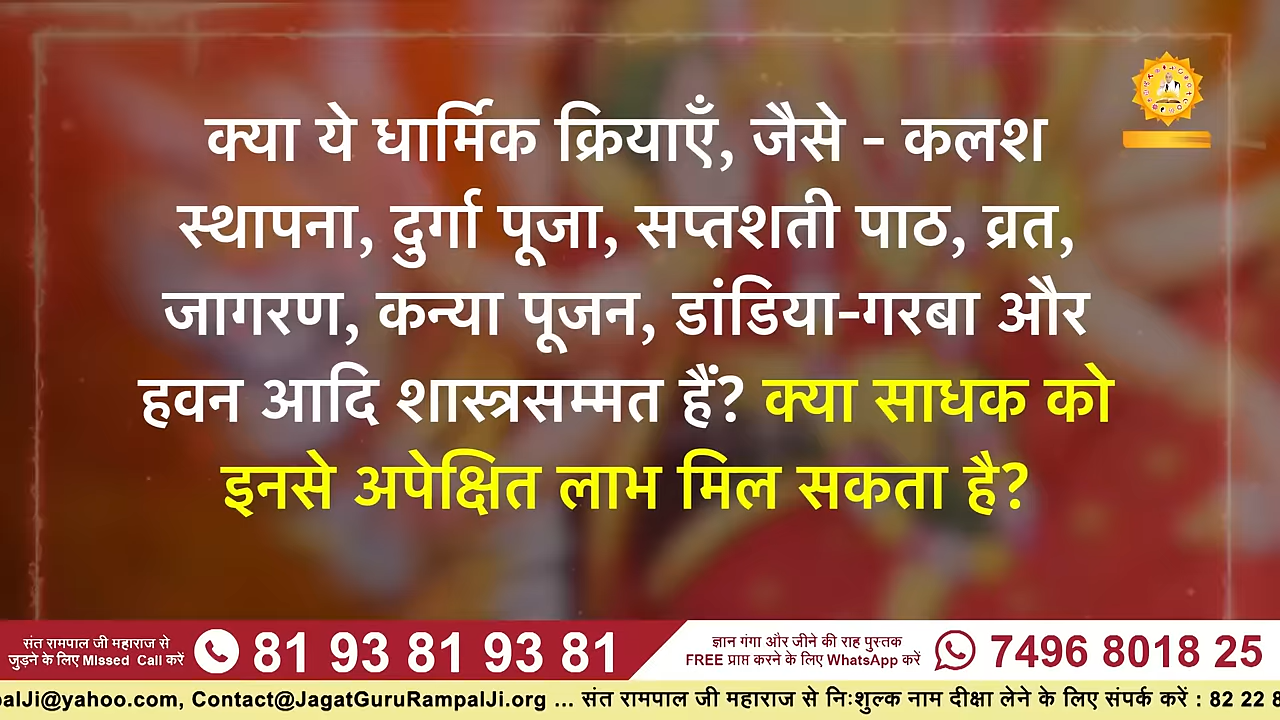 क्या ये धार्मिक क्रियाएँ, जैसे - कलश
स्थापना, दुर्गा पूजा, सप्तशती पाठ, व्रत,
जागरण, कन्या पूजन, डांडिया-गरबा और
हवन आदि शास्त्रसम्मत हैं? क्या साधक को
इनसे अपेक्षित लाभ मिल सकता है?
संत रामपाल जी महाराज से
जुड़ने के लिए Missed Call करें
81 93 81 93 81
ज्ञान गंगा और जीने की राह पुस्तक
FREE प्राप्त करने के लिए WhatsApp करें
7496 8018 25
palJi@yahoo.com, Contact@JagatGuruRampalJi.org ... संत रामपाल जी महाराज से निःशुल्क नाम दीक्षा लेने के लिए संपर्क करें : 82 22 8